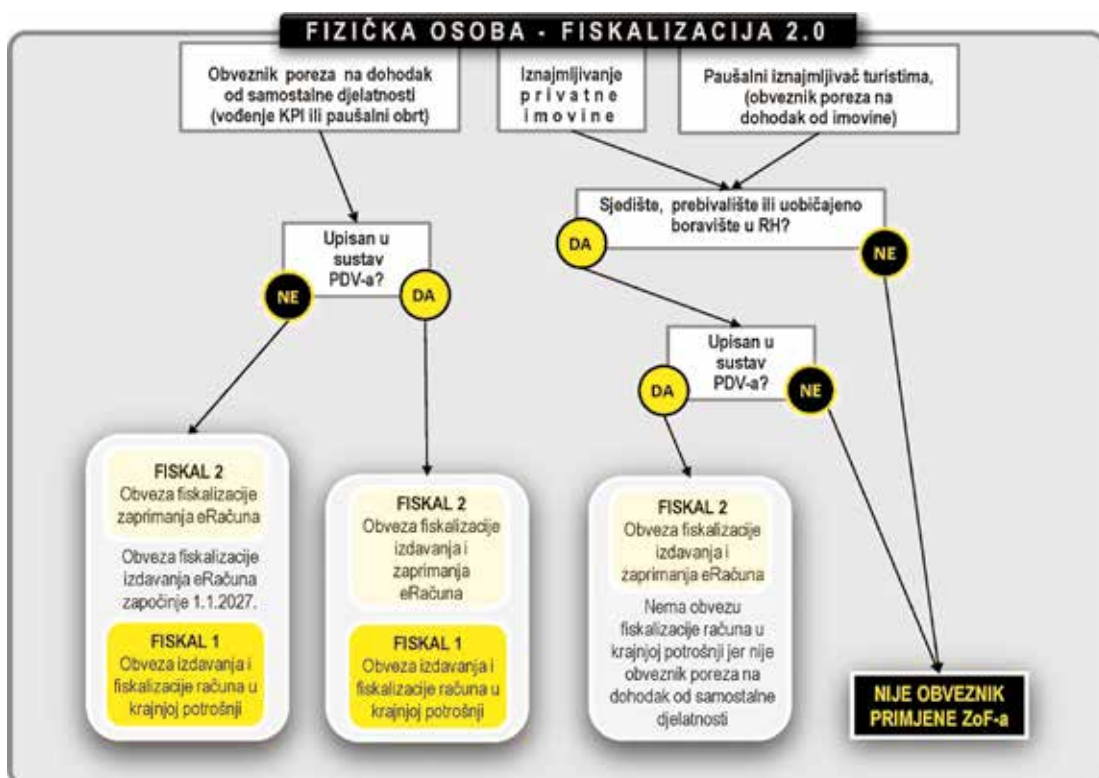 FIZIČKA OSOBA - FISKALIZACIJA 2.0
Obveznik poreza na dohodak
od samostalne djelatnosti
(vođenje KPI ili paušalni obrt)
Iznajmljivanje
privatne
imovine
Paušalni iznajmljivač turistima,
(obveznik poreza na
dohodak od imovine)
Sjedište, prebivalište ili uobičajeno
boravište u RH?
DA
NE
Upisan u
sustav
PDV-a?
NE
DA
Upisan u
sustav
PDV-a?
DA
NE
FISKAL 2
Obveza fiskalizacije
zaprimanja eRačuna
Obveza fiskalizacije
izdavanja eRačuna
započinje 1.1.2027.
FISKAL 1
Obveza izdavanja i
fiskalizacije računa u
krajnjoj potrošnji
FISKAL 2
Obveza fiskalizacije
izdavanja i
zaprimanja
eRačuna
FISKAL 1
Obveza izdavanja i
fiskalizacije računa u
krajnjoj potrošnji
FISKAL 2
Obveza fiskalizacije
izdavanja i
zaprimanja eRačuna
Nema obvezu
fiskalizacije računa u
krajnjoj potrošnji jer nije
obveznik poreza na
dohodak od samostalne
djelatnosti
NIJE OBVEZNIK
PRIMJENE ZoF-a